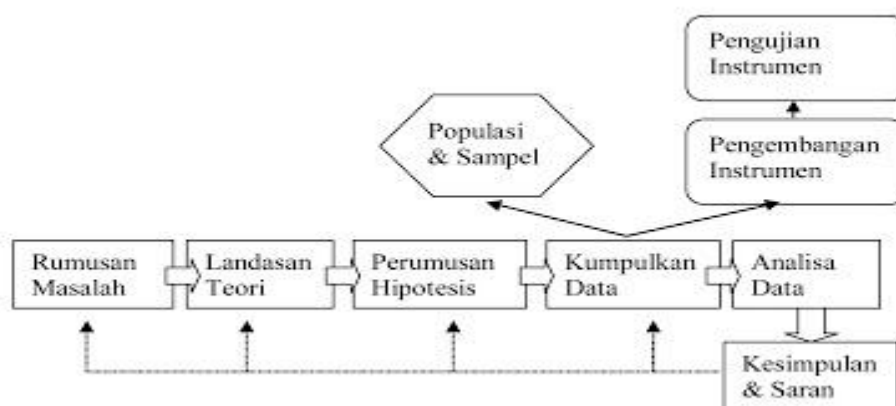 Pengujian
Instrumen
Populasi
& Sampel
Pengembangan
Instrumen
Rumusan
Masalah
Landasan
Teori
Perumusan
Hipotesis
Kumpulkan
Data
Analisa
Data
Kesimpulan
& Saran